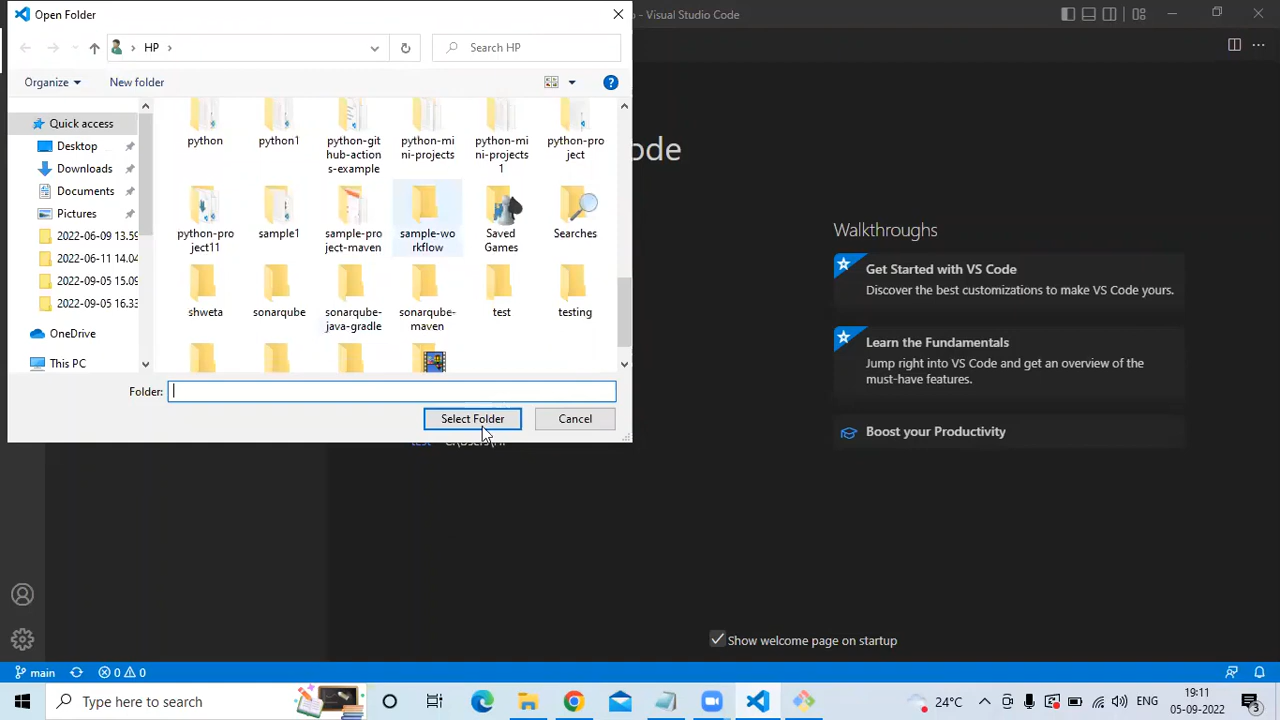 Open Folder
- Visual Studio Code
HP
Search HP
Organize
New folder
Quick access
Desktop
Downloads
Documents
Pictures
2022-06-09 13.59
2022-06-11 14.04
2022-09-05 15.09
2022-09-05 16.33
OneDrive
This PC
python
python1
python-git
hub-action
s-example
python-mi
ni-projects
python-mi
ni-projects
1
python-pro
ject
python-pro
ject11
sample1
sample-pro
ject-maven
sample-wo
rkflow
Saved
Games
Searches
shweta
sonarqube
sonarqube-
java-gradle
sonarqube-
maven
test
testing
Folder:
Select Folder
Cancel
ode
Walkthroughs
Get Started with VS Code
Discover the best customizations to make VS Code yours.
Learn the Fundamentals
Jump right into VS Code and get an overview of the
must-have features.
Boost your Productivity
Show welcome page on startup
main
0
0
Type here to search
24°C
ENG
19:11
05-09-2022
3